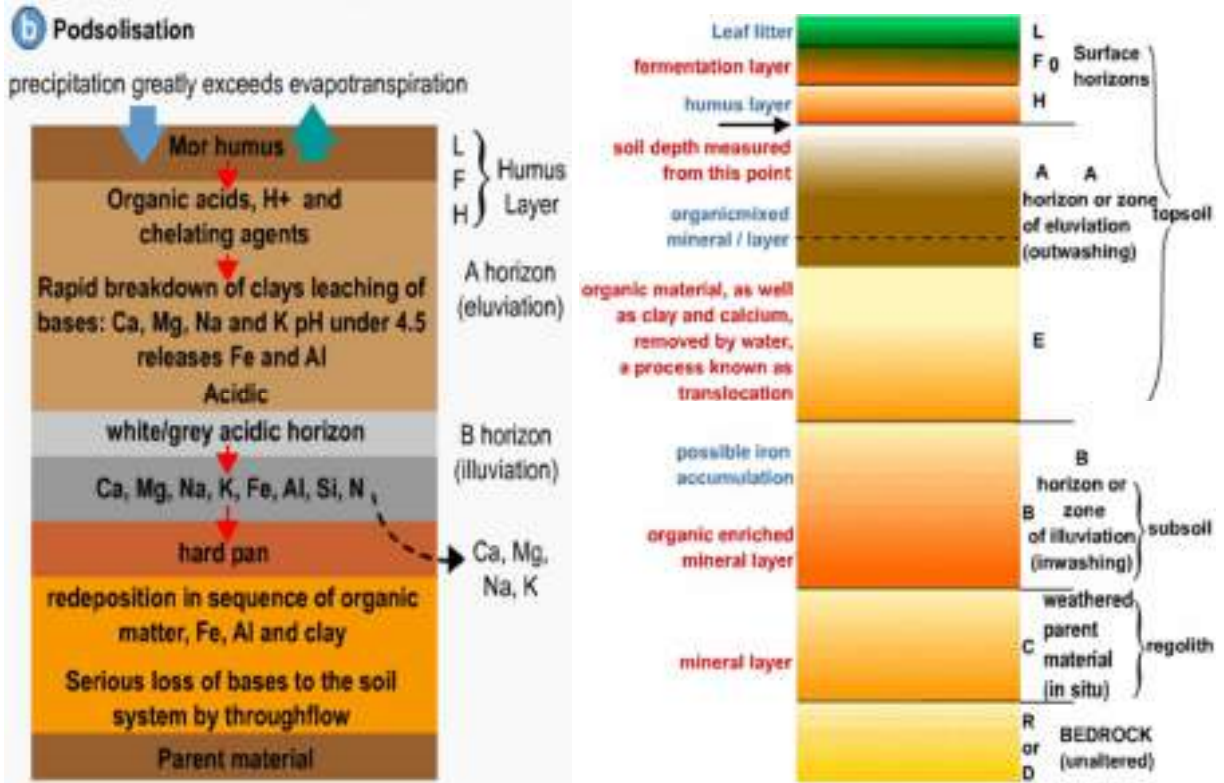 b Podsolisation
precipitation greatly exceeds evapotranspiration
Mor humus
Organic acids, H+ and
chelating agents
Rapid breakdown of clays leaching of
bases: Ca, Mg, Na and K pH under 4.5
releases Fe and Al
Acidic
white/grey acidic horizon
Ca, Mg, Na, K, Fe, Al, Si, N
hard pan
redeposition in sequence of organic
matter, Fe, Al and clay
Serious loss of bases to the soil
system by throughflow
Parent material
L
F
H
Humus
Layer
A horizon
(eluviation)
B horizon
(illuviation)
Ca, Mg,
Na, K
Leaf litter
fermentation layer
humus layer
soil depth measured
from this point
organicmixed
mineral / layer
organic material, as well
as clay and calcium,
removed by water,
a process known as
translocation
possible iron
accumulation
organic enriched
mineral layer
mineral layer
L
F 0
H
Surface
horizons
A A
horizon or zone
of eluviation
(outwashing)
topsoil
E
B
horizon or
B zone
of illuviation
(inwashing)
subsoil
C
weathered
parent
material
(in situ)
regolith
R
or
D
BEDROCK
(unaltered)